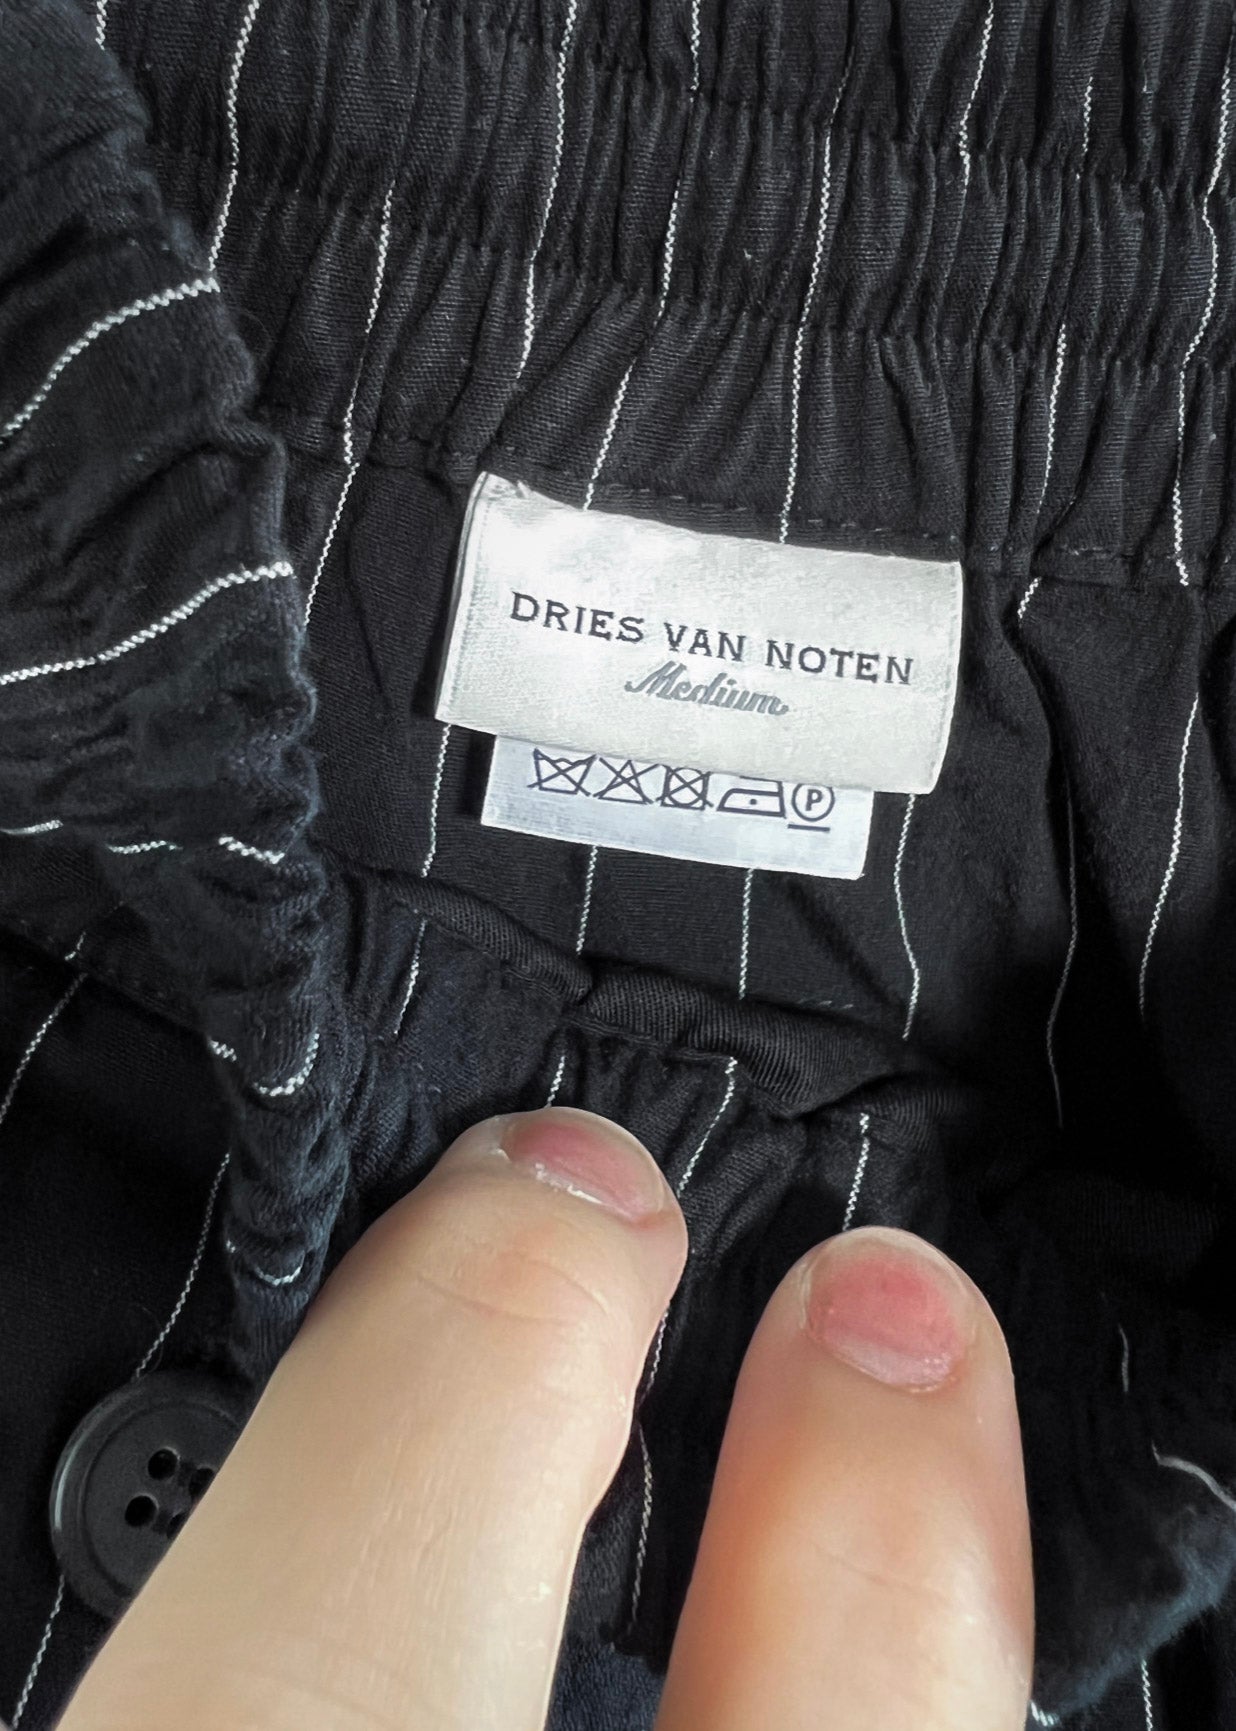 DRIES VAN NOTEN
Medium
P